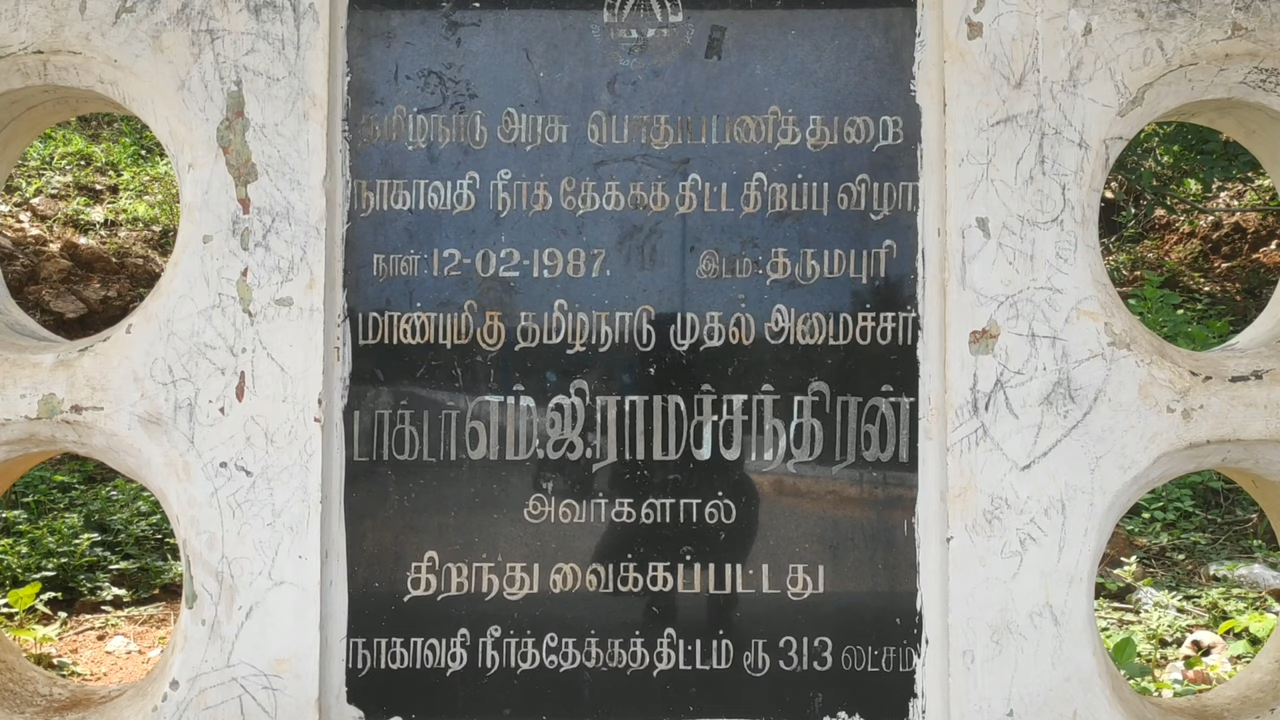 தமிழ்நாடு அரசு பொதுப்பணித்துறை
நாகாவதி நீர்த் தேக்கத் திட்ட திறப்பு விழா
நாள்:12-02-1987. இடம்:தருமபுரி
மாண்புமிகு தமிழ்நாடு முதல் அமைச்சர்
டாக்டர்எம்.ஜி.ராமச்சந்திரன்
அவர்களால்
திறந்து வைக்கப்பட்டது
நாகாவதி நீர்த்தேக்கத்திட்டம் ரூ 313 லட்சம்